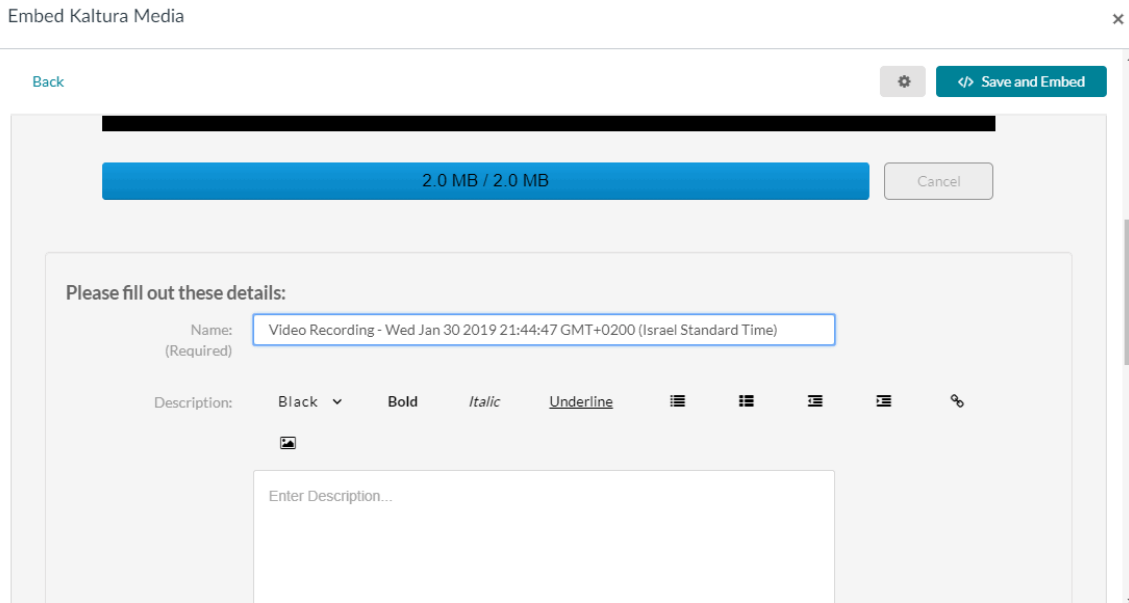 Embed Kaltura Media
×
Back
</> Save and Embed
2.0 MB / 2.0 MB
Cancel
Please fill out these details:
Name:
(Required)
Video Recording - Wed Jan 30 2019 21:44:47 GMT+0200 (Israel Standard Time)
Description:
Black Bold Italic Underline
Enter Description...